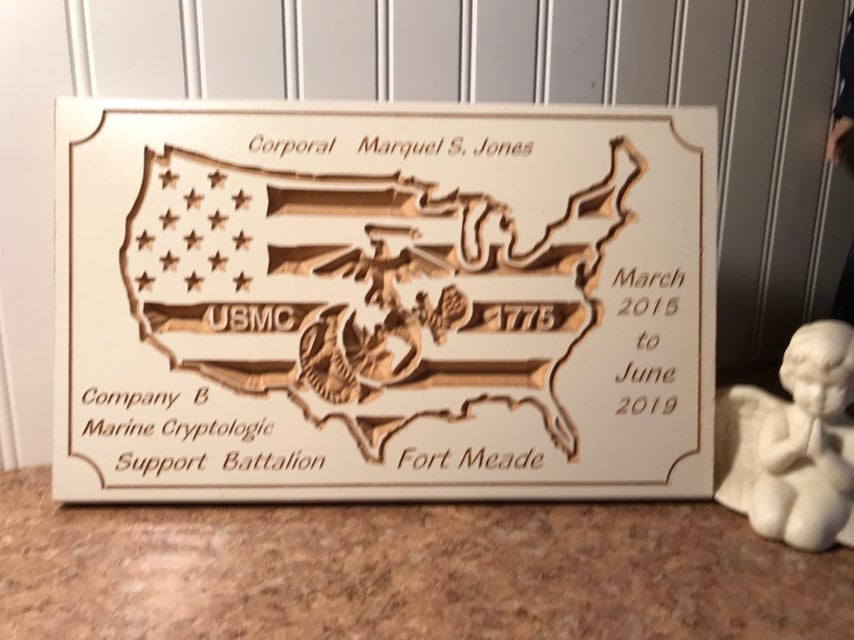 Corporal Marquel S. Jones
USMC 1775
March
2015
to
June
2019
Company B
Marine Cryptologic
Support Battalion Fort Meade